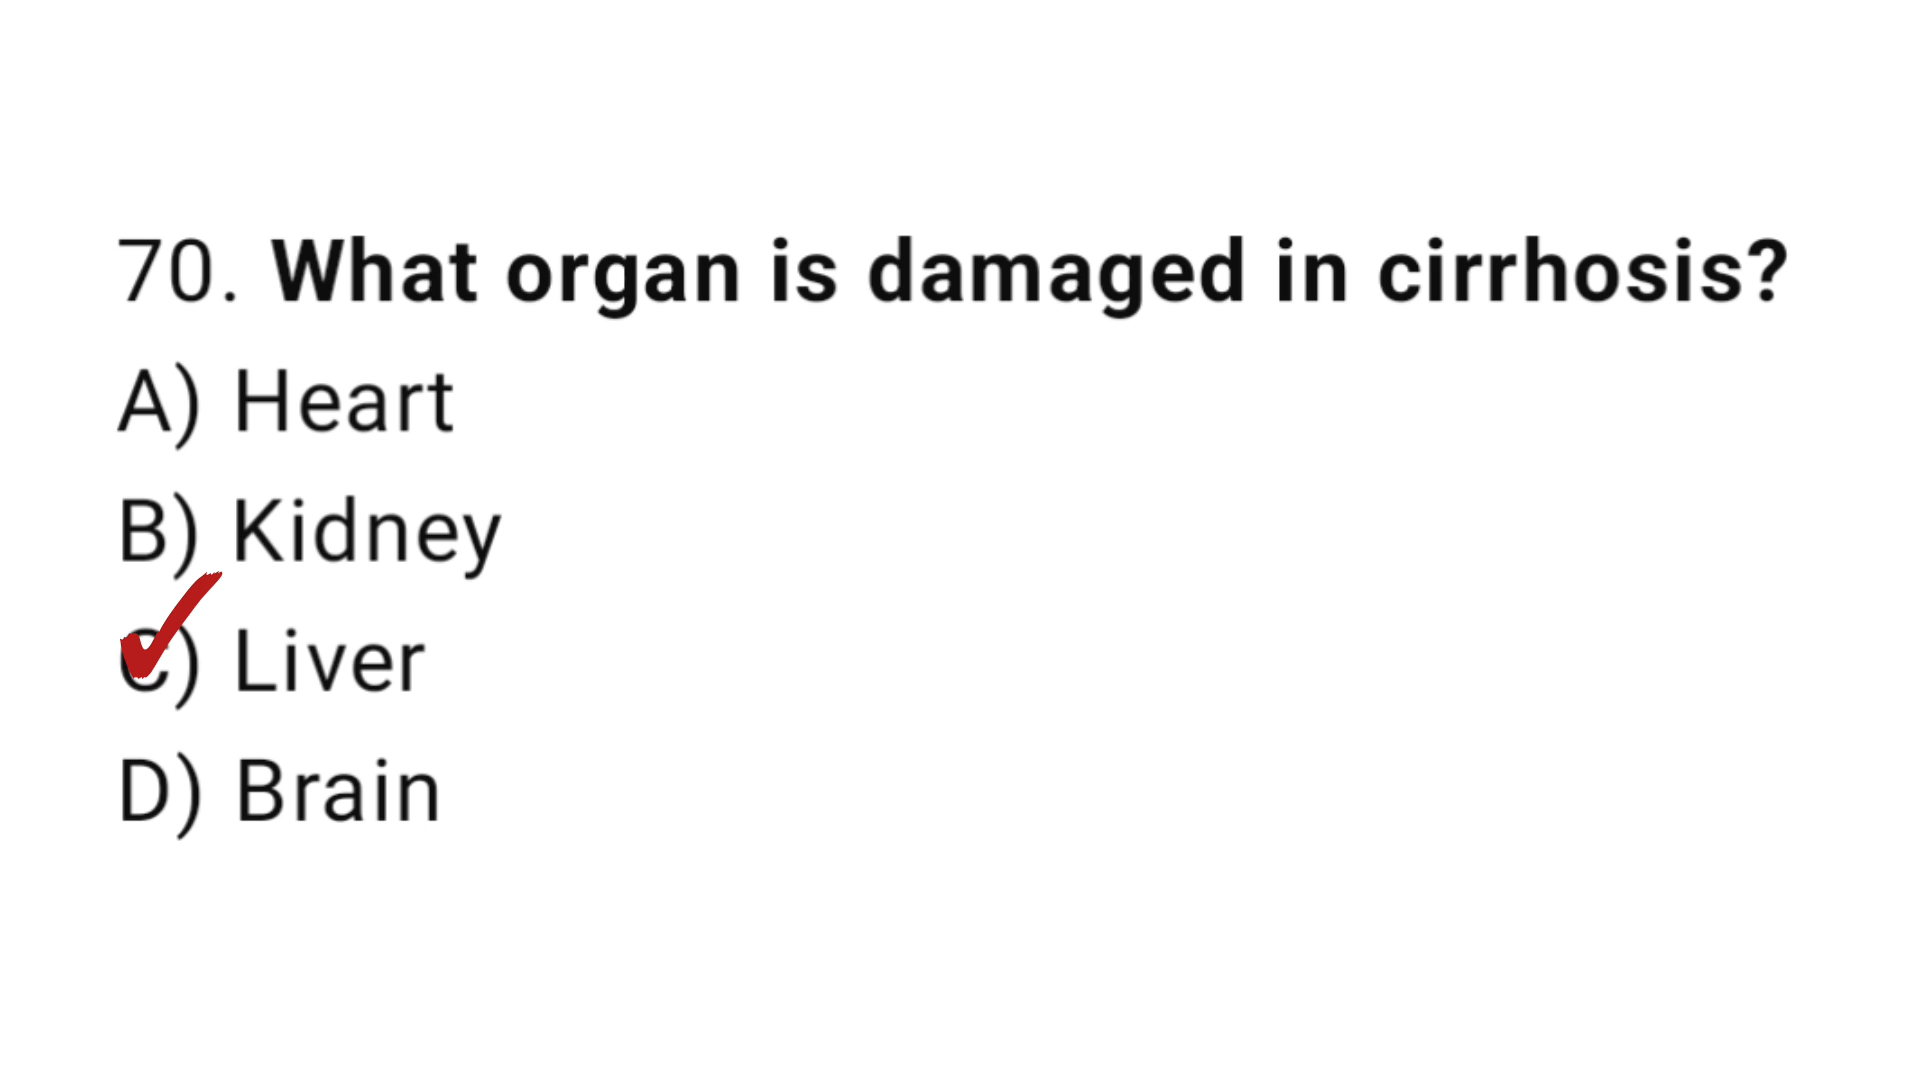 70. What organ is damaged in cirrhosis?
A) Heart
B) Kidney
C) Liver
D) Brain